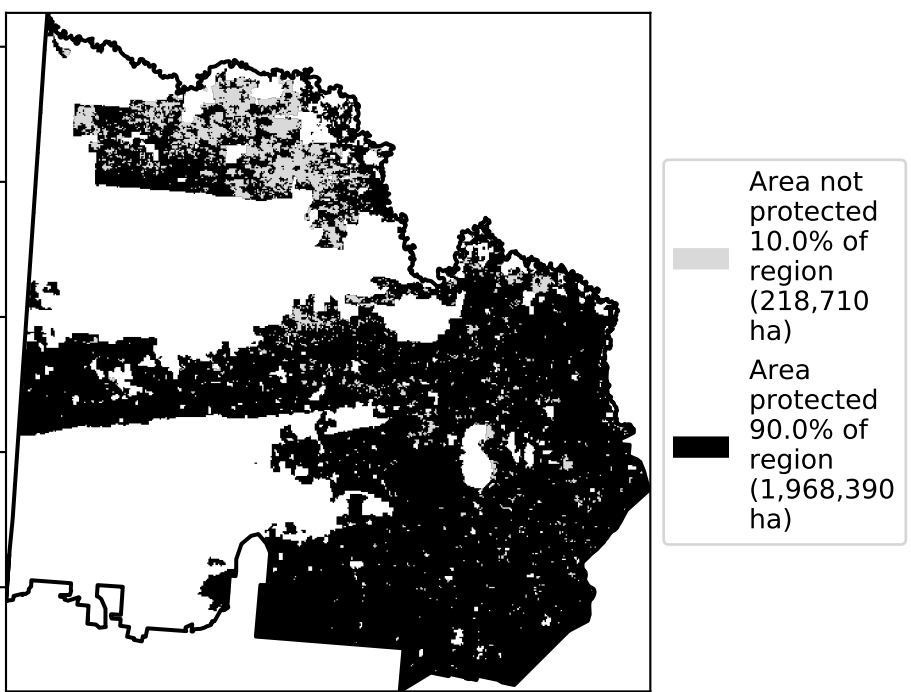 Area not
protected
10.0% of
region
(218,710
ha)
Area
protected
90.0% of
region
(1,968,390
ha)